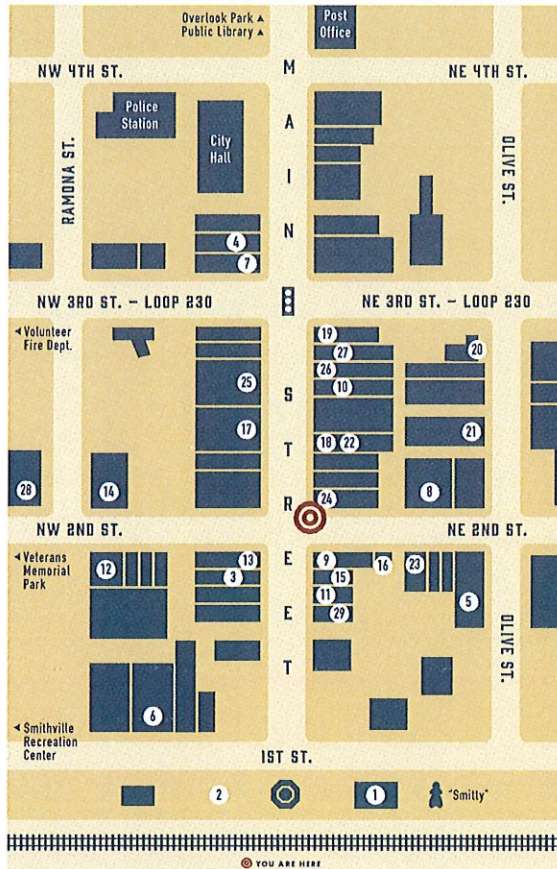 Overlook Park ▲
Public Library ▲
Post
Office
NW 4TH ST.
NE 4TH ST.
MAIN STREET
Police
Station
City
Hall
RAMONA ST.
OLIVE ST.
4
7
NW 3RD ST. – LOOP 230
NE 3RD ST. – LOOP 230
◄ Volunteer
Fire Dept.
19
27
20
26
25
10
17
18
22
21
28
14
24
8
NW 2ND ST.
NE 2ND ST.
◄ Veterans
Memorial
Park
12
13
3
9
16
23
15
11
29
5
OLIVE ST.
6
◄ Smithville
Recreation
Center
1ST ST.
2
1
"Smitty"
YOU ARE HERE